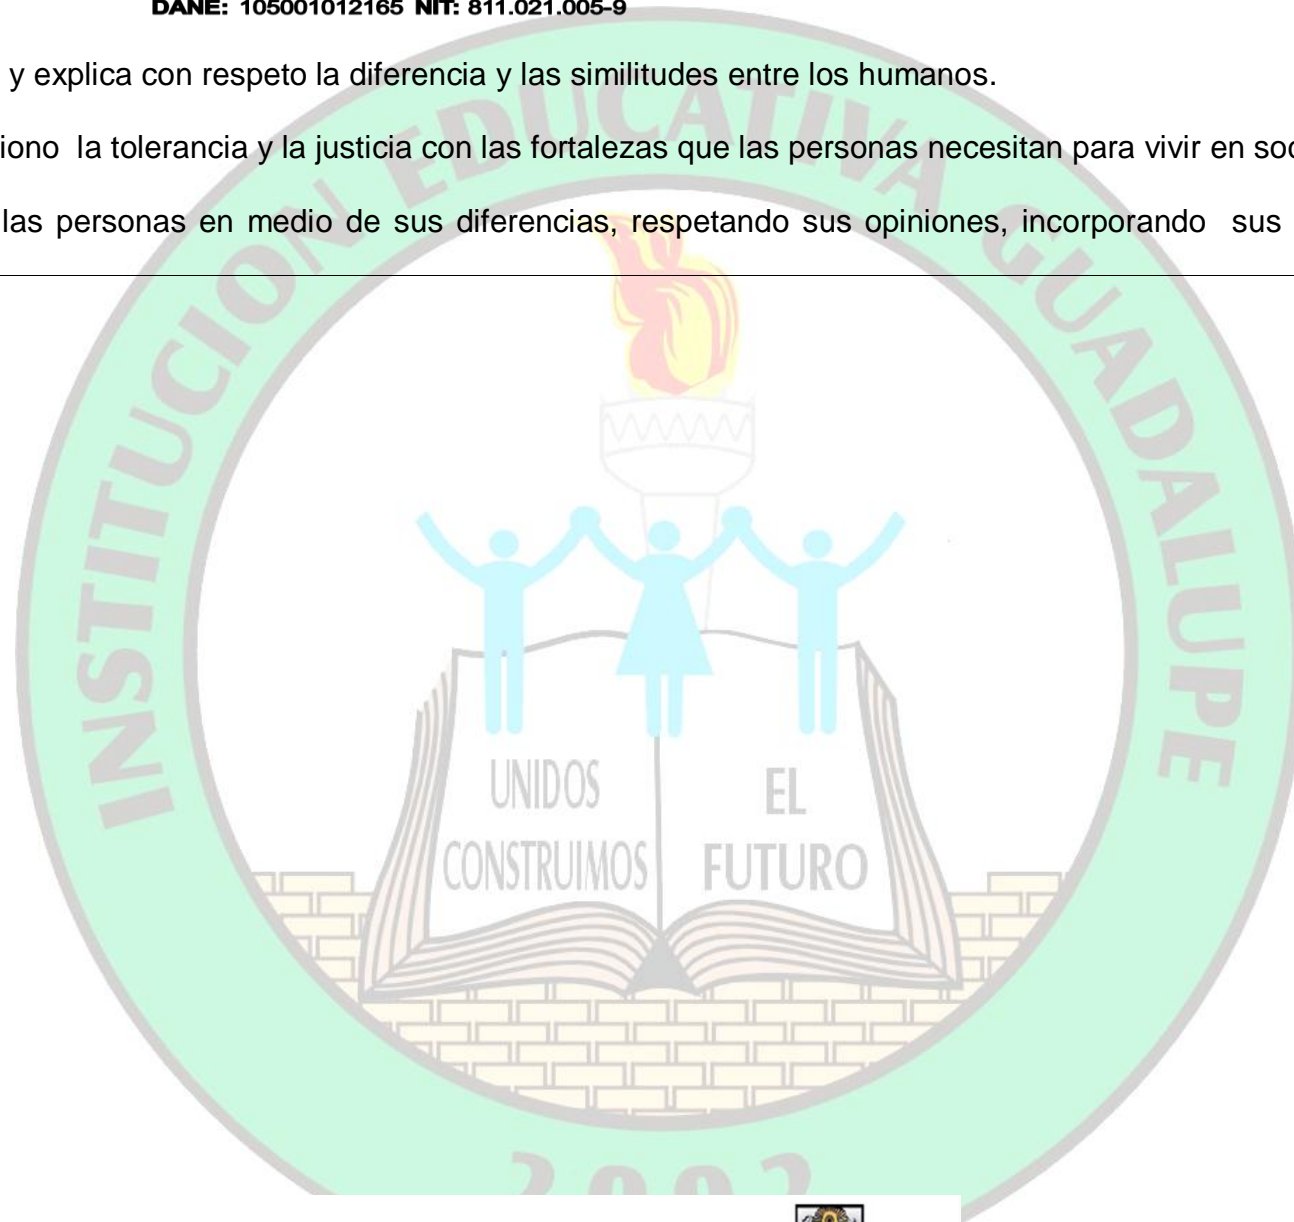 DANE: 105001012165 NIT: 811.021.005-9
y explica con respeto la diferencia y las similitudes entre los humanos.
la tolerancia y la justicia con las fortalezas que las personas necesitan para vivir en
las personas en medio de sus diferencias, respetando sus opiniones, incorporando sus
INSTITUCION EDUCATIVA GUADALUPE
UNIDOS
CONSTRUIMOS
EL
FUTURO
2002